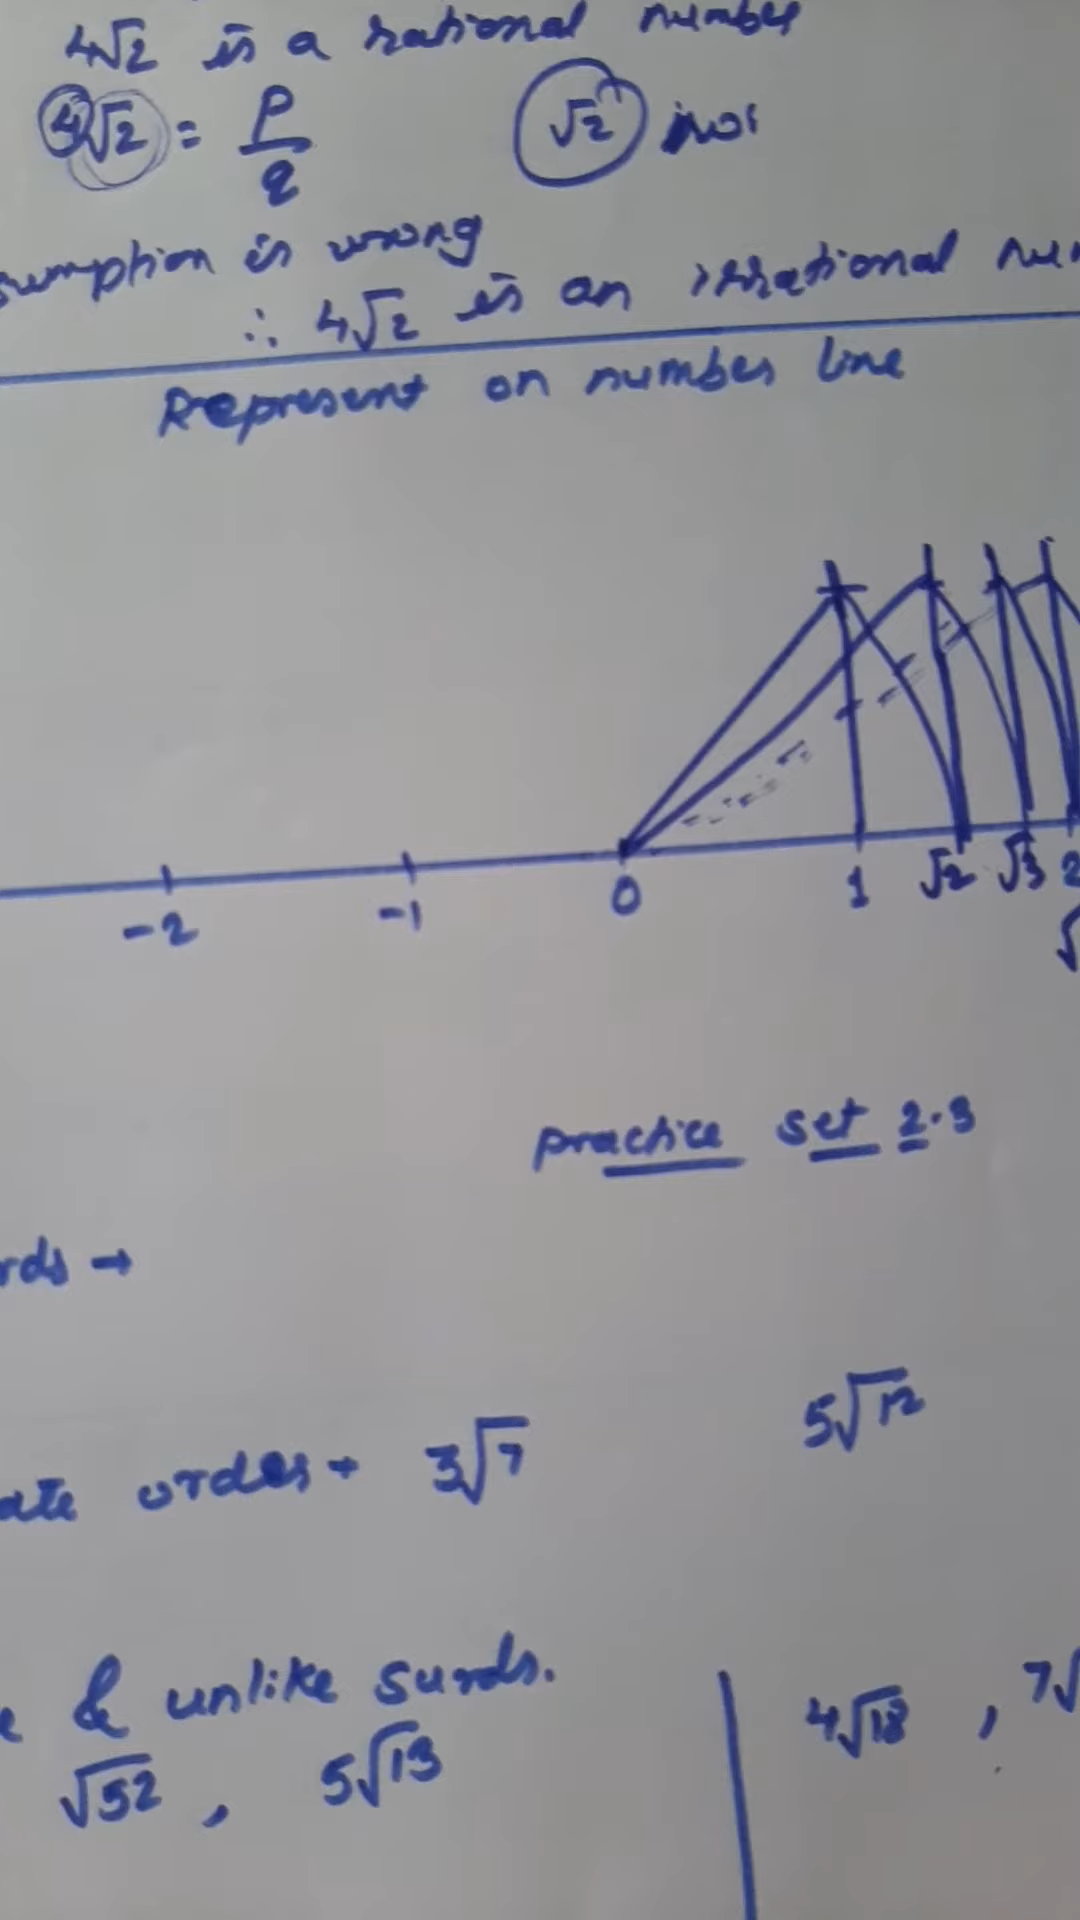 4√2 is a rational number
4√2 = p/q √2 not
sumption is wrong
∴ 4√2 is an irrational num
Represent on number line
-2 -1 0 1 √2 √3 2
√
practice set 2.3
rds →
ate order → 3√7 5√12
e & unlike surds.
√52 , 5√13 4√18 , 7√